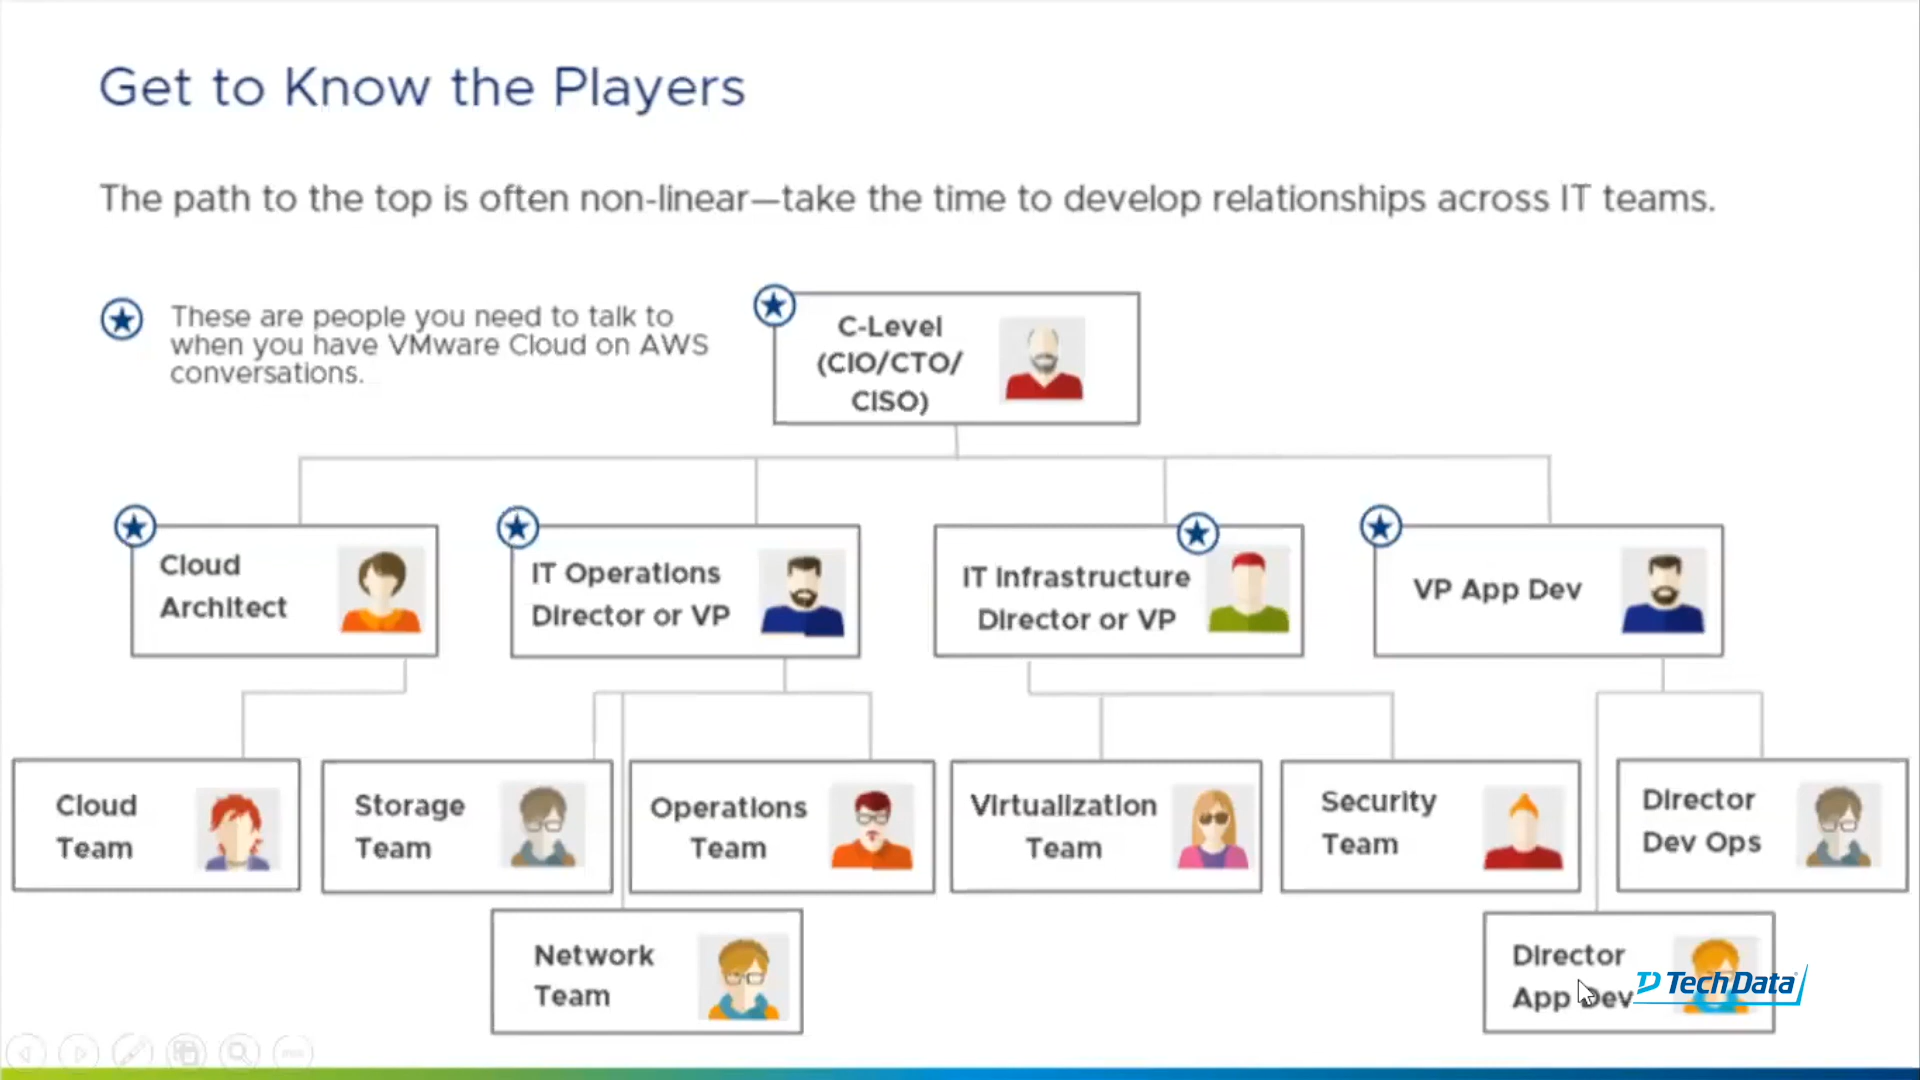 Get to Know the Players
The path to the top is often non-linear—take the time to develop relationships across IT teams.
These are people you need to talk to
when you have VMware Cloud on AWS
conversations.
C-Level
(CIO/CTO/
CISO)
Cloud
Architect
IT Operations
Director or VP
IT Infrastructure
Director or VP
VP App Dev
Cloud
Team
Storage
Team
Operations
Team
Virtualization
Team
Security
Team
Director
Dev Ops
Network
Team
Director
App Dev
TechData